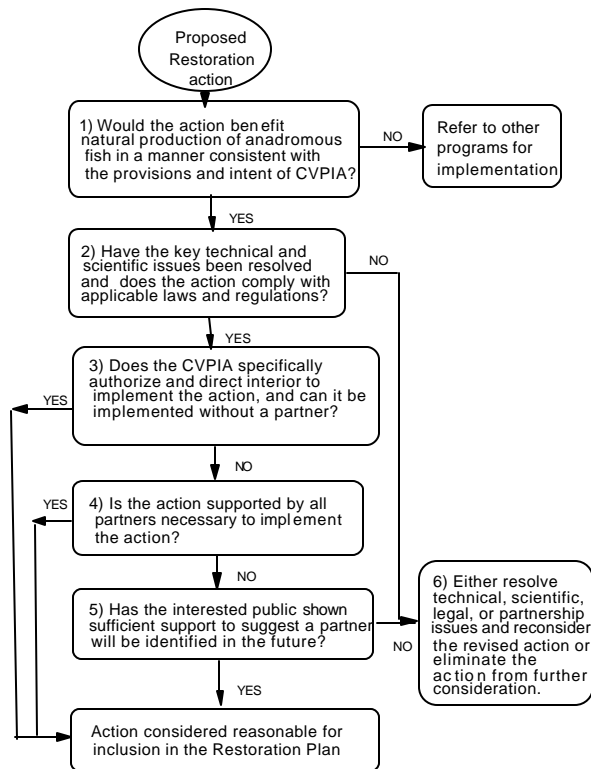 Proposed
Restoration
action
1) Would the action benefit
natural production of anadromous
fish in a manner consistent with
the provisions and intent of CVPIA?
NO
Refer to other
programs for
implementation
YES
2) Have the key technical and
scientific issues been resolved
and does the action comply with
applicable laws and regulations?
NO
YES
3) Does the CVPIA specifically
authorize and direct interior to
implement the action, and can it be
implemented without a partner?
YES
NO
4) Is the action supported by all
partners necessary to implement
the action?
YES
NO
5) Has the interested public shown
sufficient support to suggest a partner
will be identified in the future?
NO
6) Either resolve
technical, scientific,
legal, or partnership
issues and reconsider
the revised action or
eliminate the
action from further
consideration.
YES
Action considered reasonable for
inclusion in the Restoration Plan